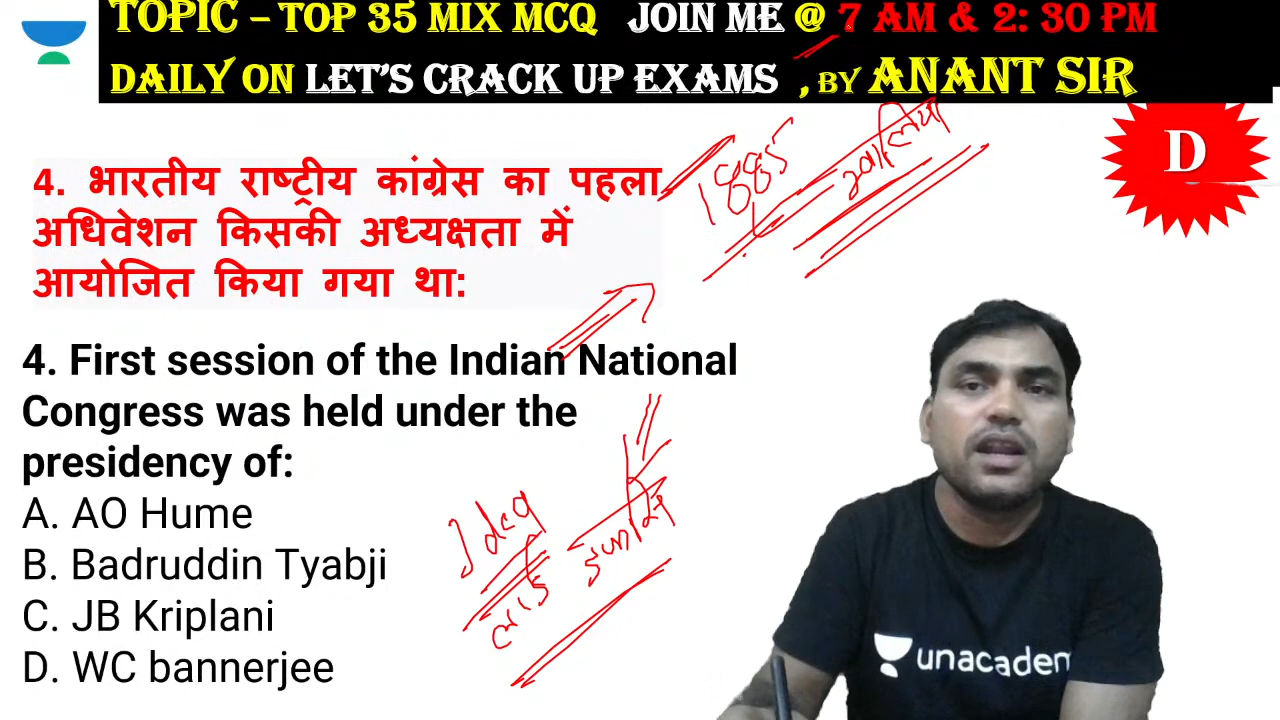 TOPIC – TOP 35 MIX MCQ JOIN ME @ 7 AM & 2: 30 PM
DAILY ON LET'S CRACK UP EXAMS , BY ANANT SIR
D
4. भारतीय राष्ट्रीय कांग्रेस का पहला
अधिवेशन किसकी अध्यक्षता में
आयोजित किया गया था:
1885
4. First session of the Indian National
Congress was held under the
presidency of:
A. AO Hume
B. Badruddin Tyabji
C. JB Kriplani
D. WC bannerjee
unacadem